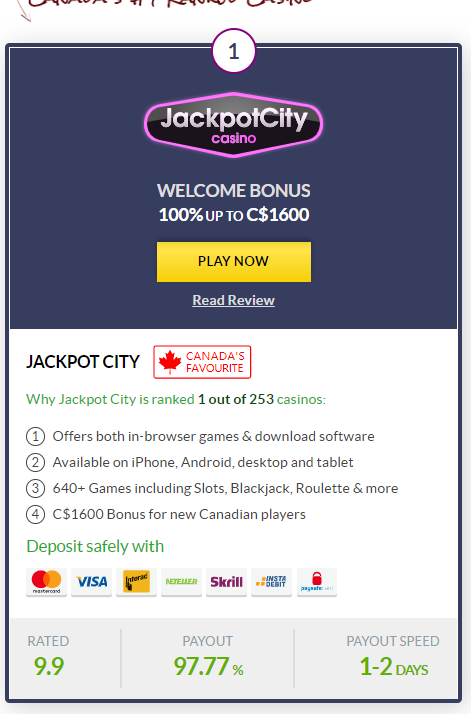 1
JackpotCity
casino
WELCOME BONUS
100% UP TO C$1600
PLAY NOW
Read Review
JACKPOT CITY
CANADA'S
FAVOURITE
Why Jackpot City is ranked 1 out of 253 casinos:
1 Offers both in-browser games & download software
2 Available on iPhone, Android, desktop and tablet
3 640+ Games including Slots, Blackjack, Roulette & more
4 C$1600 Bonus for new Canadian players
Deposit safely with
mastercard VISA Interac NETELLER Skrill INSTA DEBIT paysafecard
RATED PAYOUT PAYOUT SPEED
9.9 97.77 % 1-2 DAYS